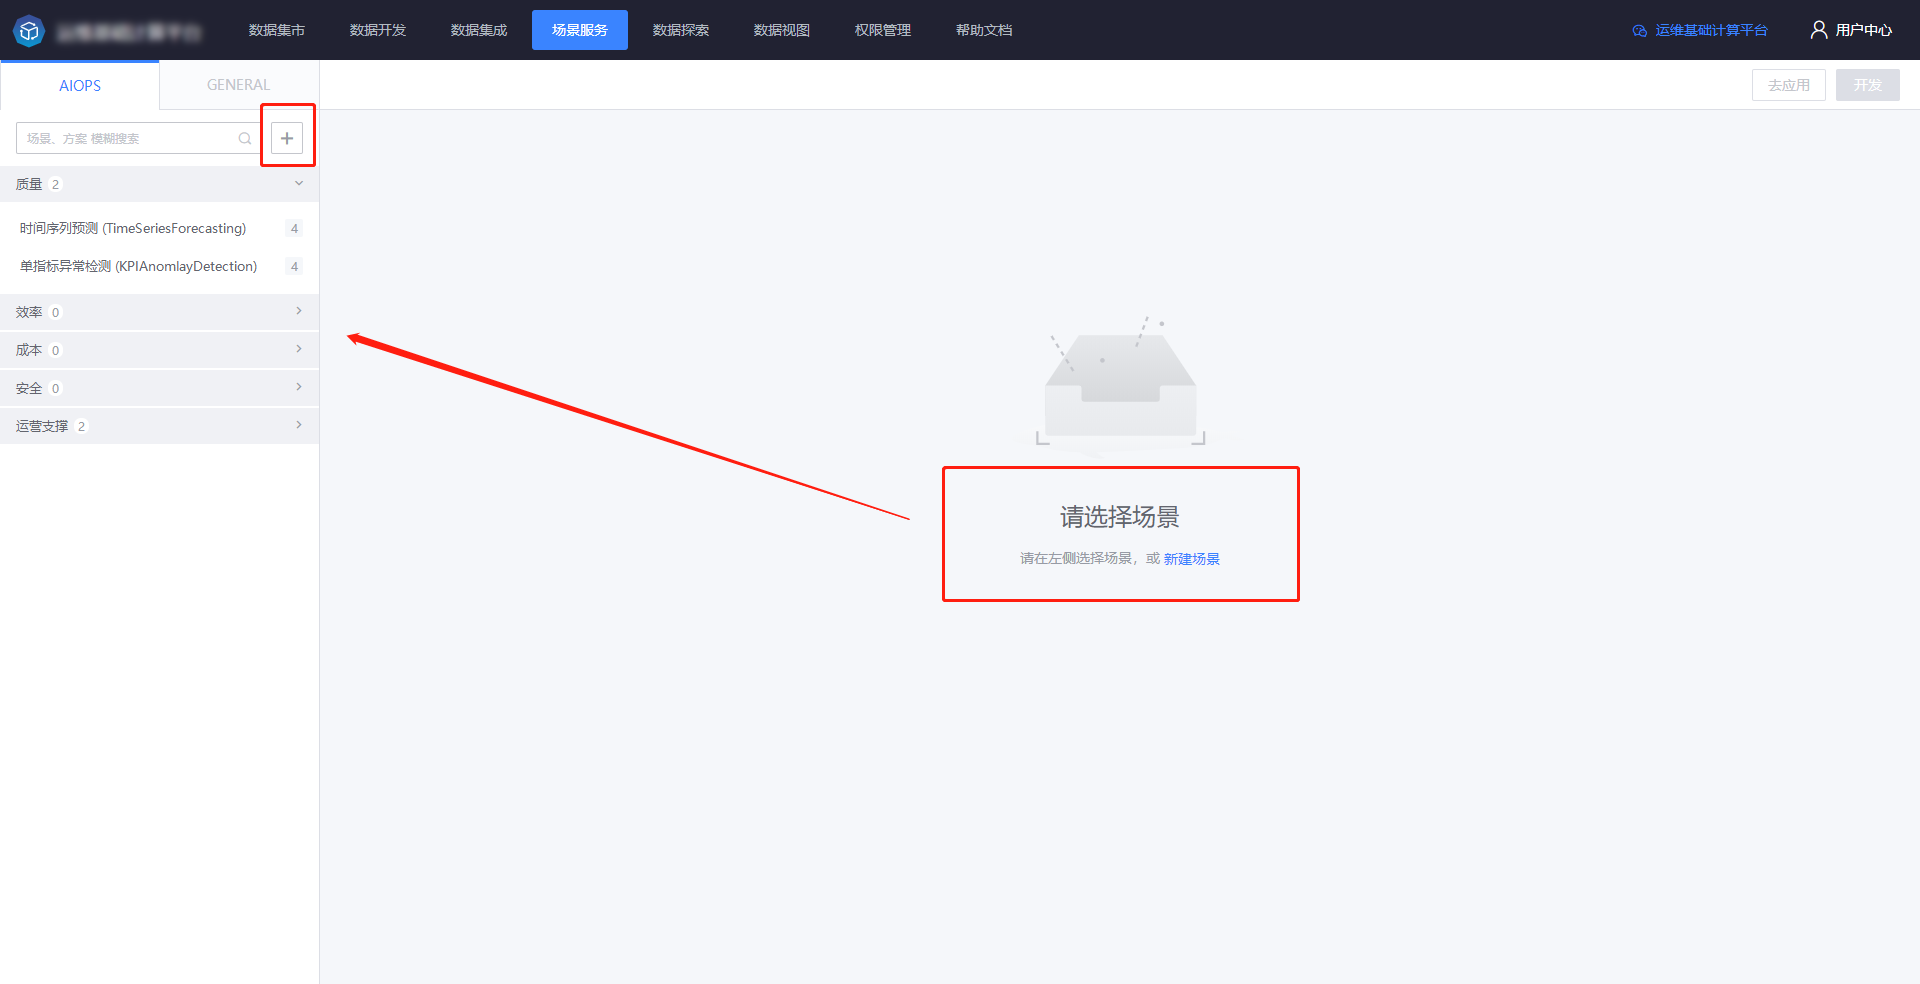 数据集市
数据开发
数据集成
场景服务
数据探索
数据视图
权限管理
帮助文档
运维基础计算平台
用户中心
AIOPS
GENERAL
去应用
开发
场景、方案 模糊搜索
质量 2
时间序列预测 (TimeSeriesForecasting) 4
单指标异常检测 (KPIAnomlayDetection) 4
效率 0
成本 0
安全 0
运营支撑 2
请选择场景
请在左侧选择场景，或 新建场景